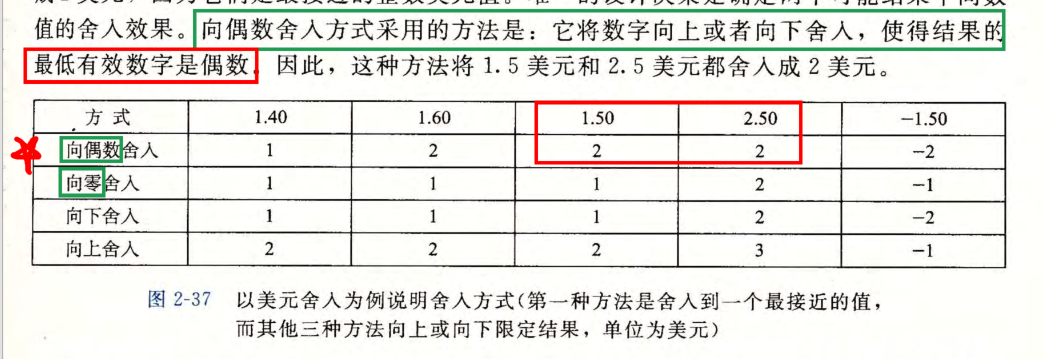 值的舍入效果。向偶数舍入方式采用的方法是：它将数字向上或者向下舍入，使得结果的
最低有效数字是偶数。因此，这种方法将 1.5 美元和 2.5 美元都舍入成 2 美元。
方 式 1.40 1.60 1.50 2.50 −1.50
向偶数舍入 1 2 2 2 −2
向零舍入 1 1 1 2 −1
向下舍入 1 1 1 2 −2
向上舍入 2 2 2 3 −1
图 2-37 以美元舍入为例说明舍入方式(第一种方法是舍入到一个最接近的值，
而其他三种方法向上或向下限定结果，单位为美元)